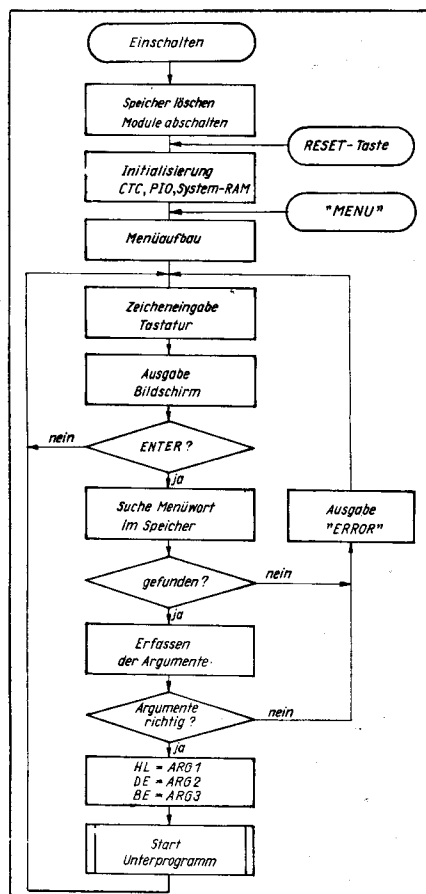 Einschalten
Speicher löschen
Module abschalten
RESET-Taste
Initialisierung
CTC, PIO, System-RAM
"MENU"
Menüaufbau
Zeicheneingabe
Tastatur
Ausgabe
Bildschirm
nein
ENTER ?
ja
Suche Menüwort
im Speicher
Ausgabe
"ERROR"
gefunden ?
nein
ja
Erfassen
der Argumente
Argumente
richtig ?
nein
ja
HL = ARG1
DE = ARG2
BE = ARG3
Start
Unterprogramm